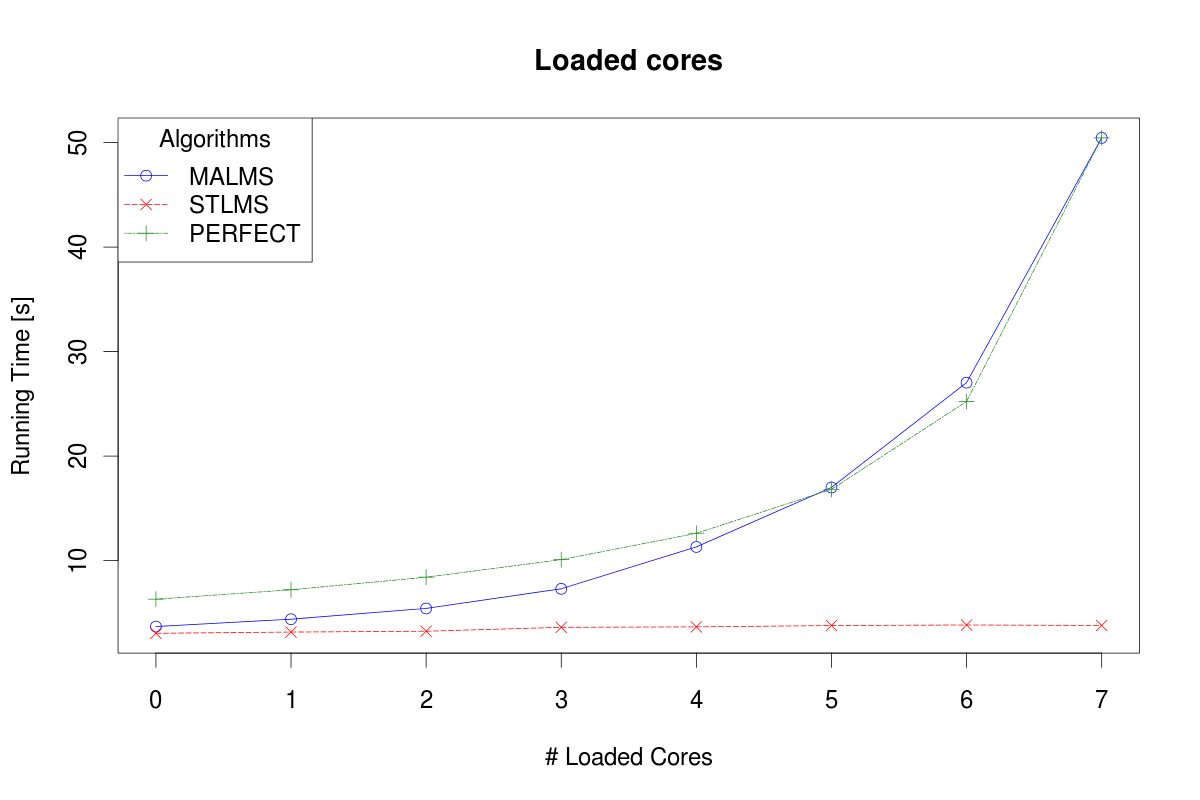 Loaded cores
Algorithms
MALMS
STLMS
PERFECT
Running Time [s]
50
40
30
20
10
0 1 2 3 4 5 6 7
# Loaded Cores